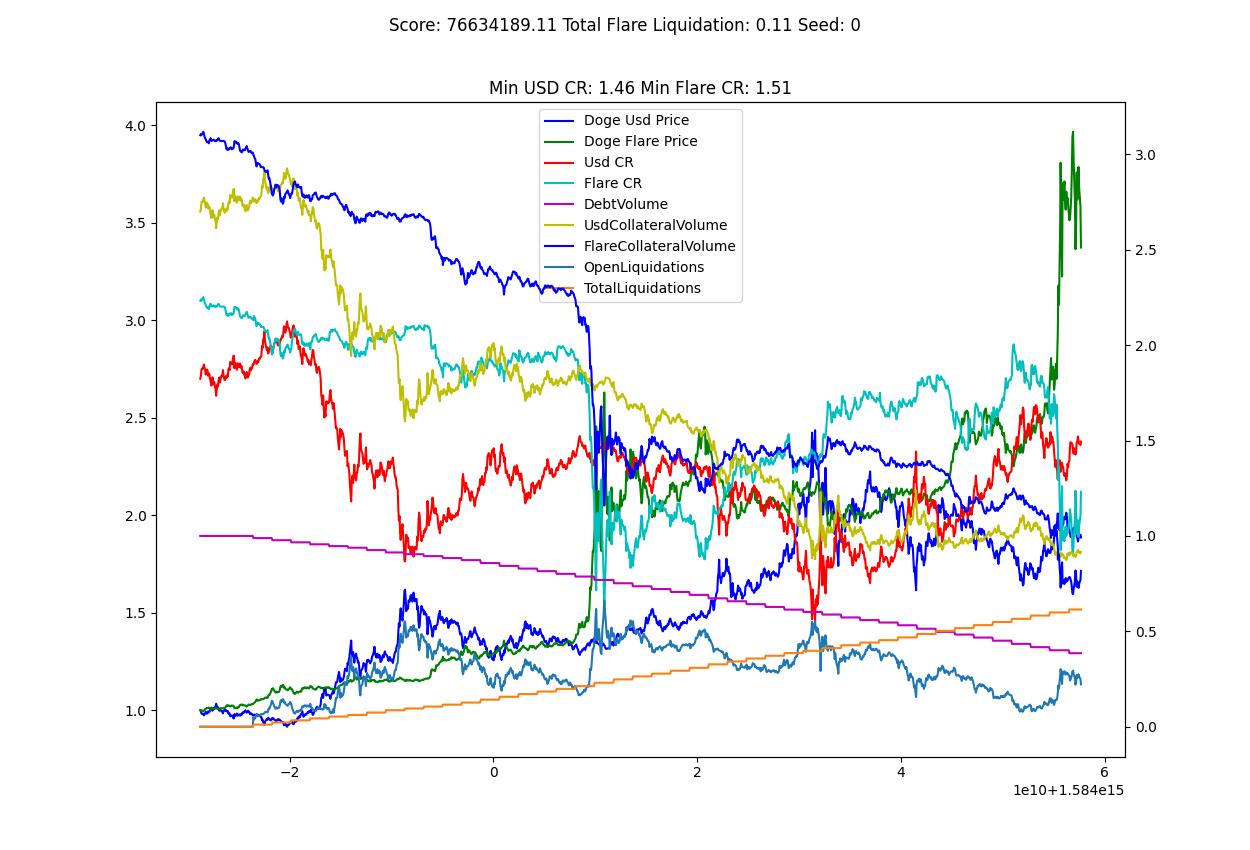 Score: 76634189.11 Total Flare Liquidation: 0.11 Seed: 0
Min USD CR: 1.46 Min Flare CR: 1.51
4.0
3.5
3.0
2.5
2.0
1.5
1.0
Doge Usd Price
Doge Flare Price
Usd CR
Flare CR
DebtVolume
UsdCollateralVolume
FlareCollateralVolume
OpenLiquidations
TotalLiquidations
3.0
2.5
2.0
1.5
1.0
0.5
0.0
−2 0 2 4 6
1e10+1.584e15